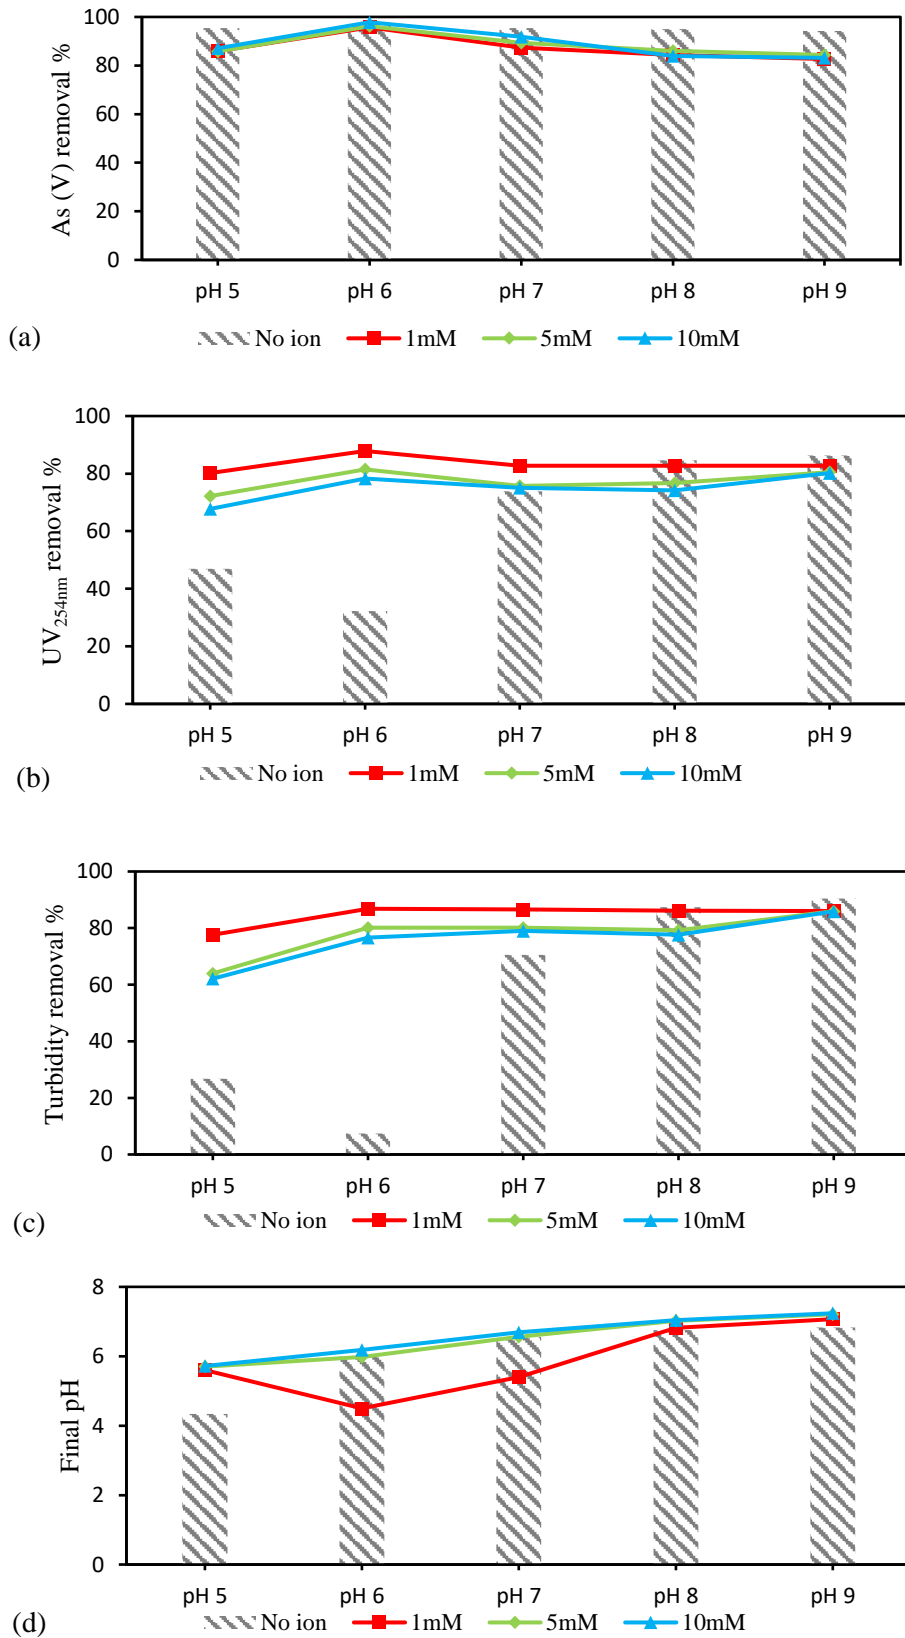 100
80
60
40
20
0
As (V) removal %
pH 5 pH 6 pH 7 pH 8 pH 9
(a)
No ion 1mM 5mM 10mM
100
80
60
40
20
0
UV254nm removal %
pH 5 pH 6 pH 7 pH 8 pH 9
No ion 1mM 5mM 10mM
(b)
100
80
60
40
20
0
Turbidity removal %
pH 5 pH 6 pH 7 pH 8 pH 9
(c)
No ion 1mM 5mM 10mM
8
6
4
2
0
Final pH
pH 5 pH 6 pH 7 pH 8 pH 9
(d)
No ion 1mM 5mM 10mM